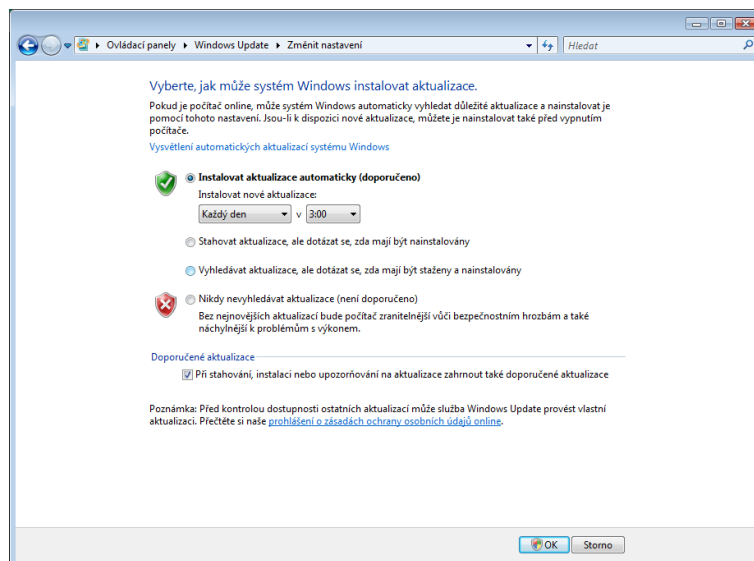 Ovládací panely Windows Update Změnit nastavení
Hledat
Vyberte, jak může systém Windows instalovat aktualizace.
Pokud je počítač online, může systém Windows automaticky vyhledat důležité aktualizace a nainstalovat je
pomocí tohoto nastavení. Jsou-li k dispozici nové aktualizace, můžete je nainstalovat také před vypnutím
počítače.
Vysvětlení automatických aktualizací systému Windows
Instalovat aktualizace automaticky (doporučeno)
Instalovat nové aktualizace:
Každý den v 3:00
Stahovat aktualizace, ale dotázat se, zda mají být nainstalovány
Vyhledávat aktualizace, ale dotázat se, zda mají být staženy a nainstalovány
Nikdy nevyhledávat aktualizace (není doporučeno)
Bez nejnovějších aktualizací bude počítač zranitelnější vůči bezpečnostním hrozbám a také
náchylnější k problémům s výkonem.
Doporučené aktualizace
Při stahování, instalaci nebo upozorňování na aktualizace zahrnout také doporučené aktualizace
Poznámka: Před kontrolou dostupnosti ostatních aktualizací může služba Windows Update provést vlastní
aktualizaci. Přečtěte si naše prohlášení o zásadách ochrany osobních údajů online.
OK Storno